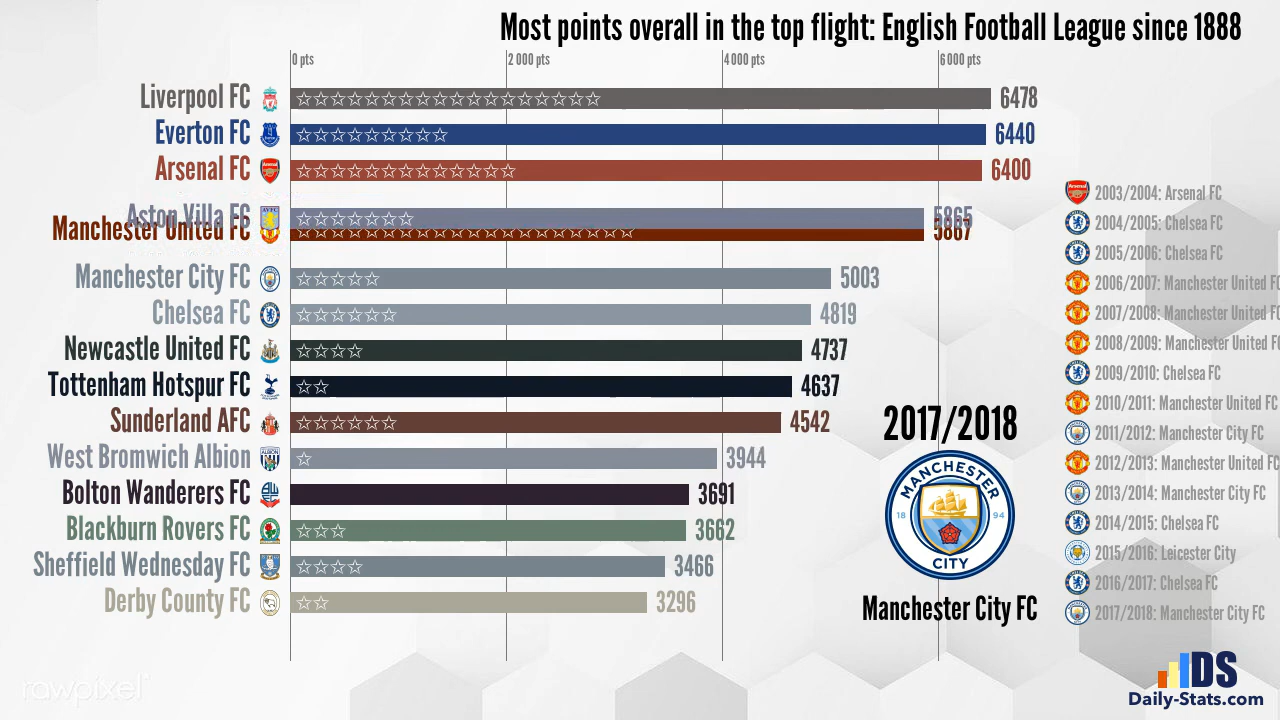 Most points overall in the top flight: English Football League since 1888
0 pts 2 000 pts 4 000 pts 6 000 pts
Liverpool FC 6478
Everton FC 6440
Arsenal FC 6400
Aston Villa FC 5865
Manchester United FC 5867
Manchester City FC 5003
Chelsea FC 4819
Newcastle United FC 4737
Tottenham Hotspur FC 4637
Sunderland AFC 4542
West Bromwich Albion 3944
Bolton Wanderers FC 3691
Blackburn Rovers FC 3662
Sheffield Wednesday FC 3466
Derby County FC 3296
2003/2004: Arsenal FC
2004/2005: Chelsea FC
2005/2006: Chelsea FC
2006/2007: Manchester United FC
2007/2008: Manchester United FC
2008/2009: Manchester United FC
2009/2010: Chelsea FC
2010/2011: Manchester United FC
2011/2012: Manchester City FC
2012/2013: Manchester United FC
2013/2014: Manchester City FC
2014/2015: Chelsea FC
2015/2016: Leicester City
2016/2017: Chelsea FC
2017/2018: Manchester City FC
2017/2018
MANCHESTER
18 94
CITY
Manchester City FC
rawpixel
DS
Daily-Stats.com